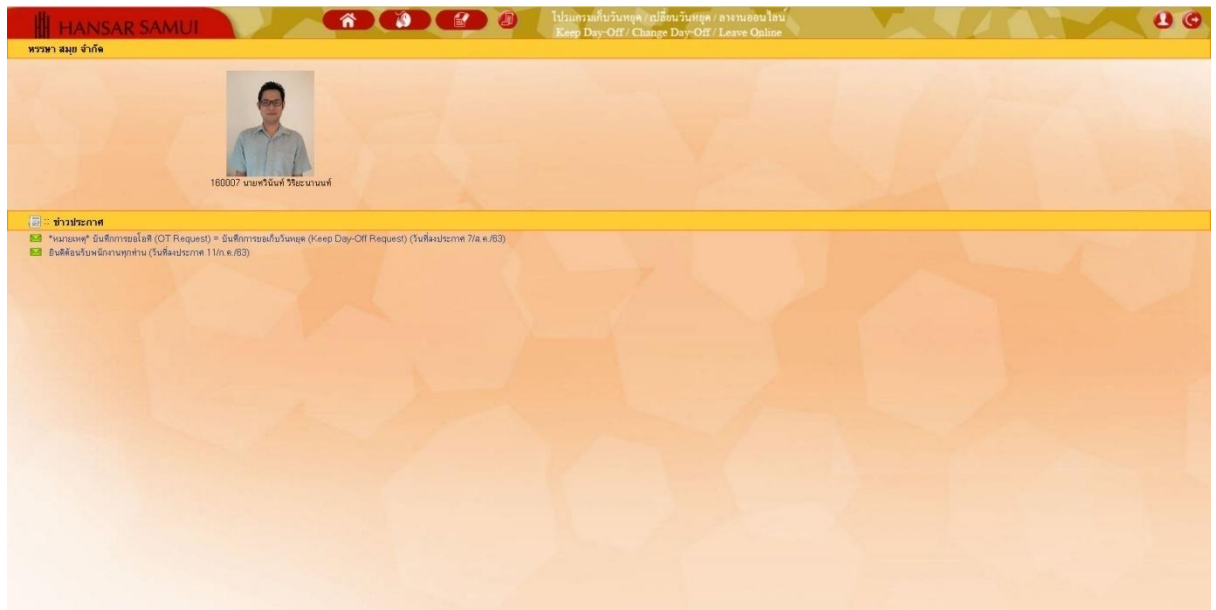 HANSAR SAMUI
โปรแกรมเก็บวันหยุด / เปลี่ยนวันหยุด / ลางานออนไลน์
Keep Day-Off / Change Day-Off / Leave Online
หรรษา สมุย จำกัด
160007 นายทวินันท์ วิริยะนานนท์
:: ข่าวประกาศ
*หมายเหตุ* บันทึกการขอโอที (OT Request) = บันทึกการขอเก็บวันหยุด (Keep Day-Off Request) (วันที่ลงประกาศ 7/ส.ค./63)
ยินดีต้อนรับพนักงานทุกท่าน (วันที่ลงประกาศ 11/ก.ค./63)